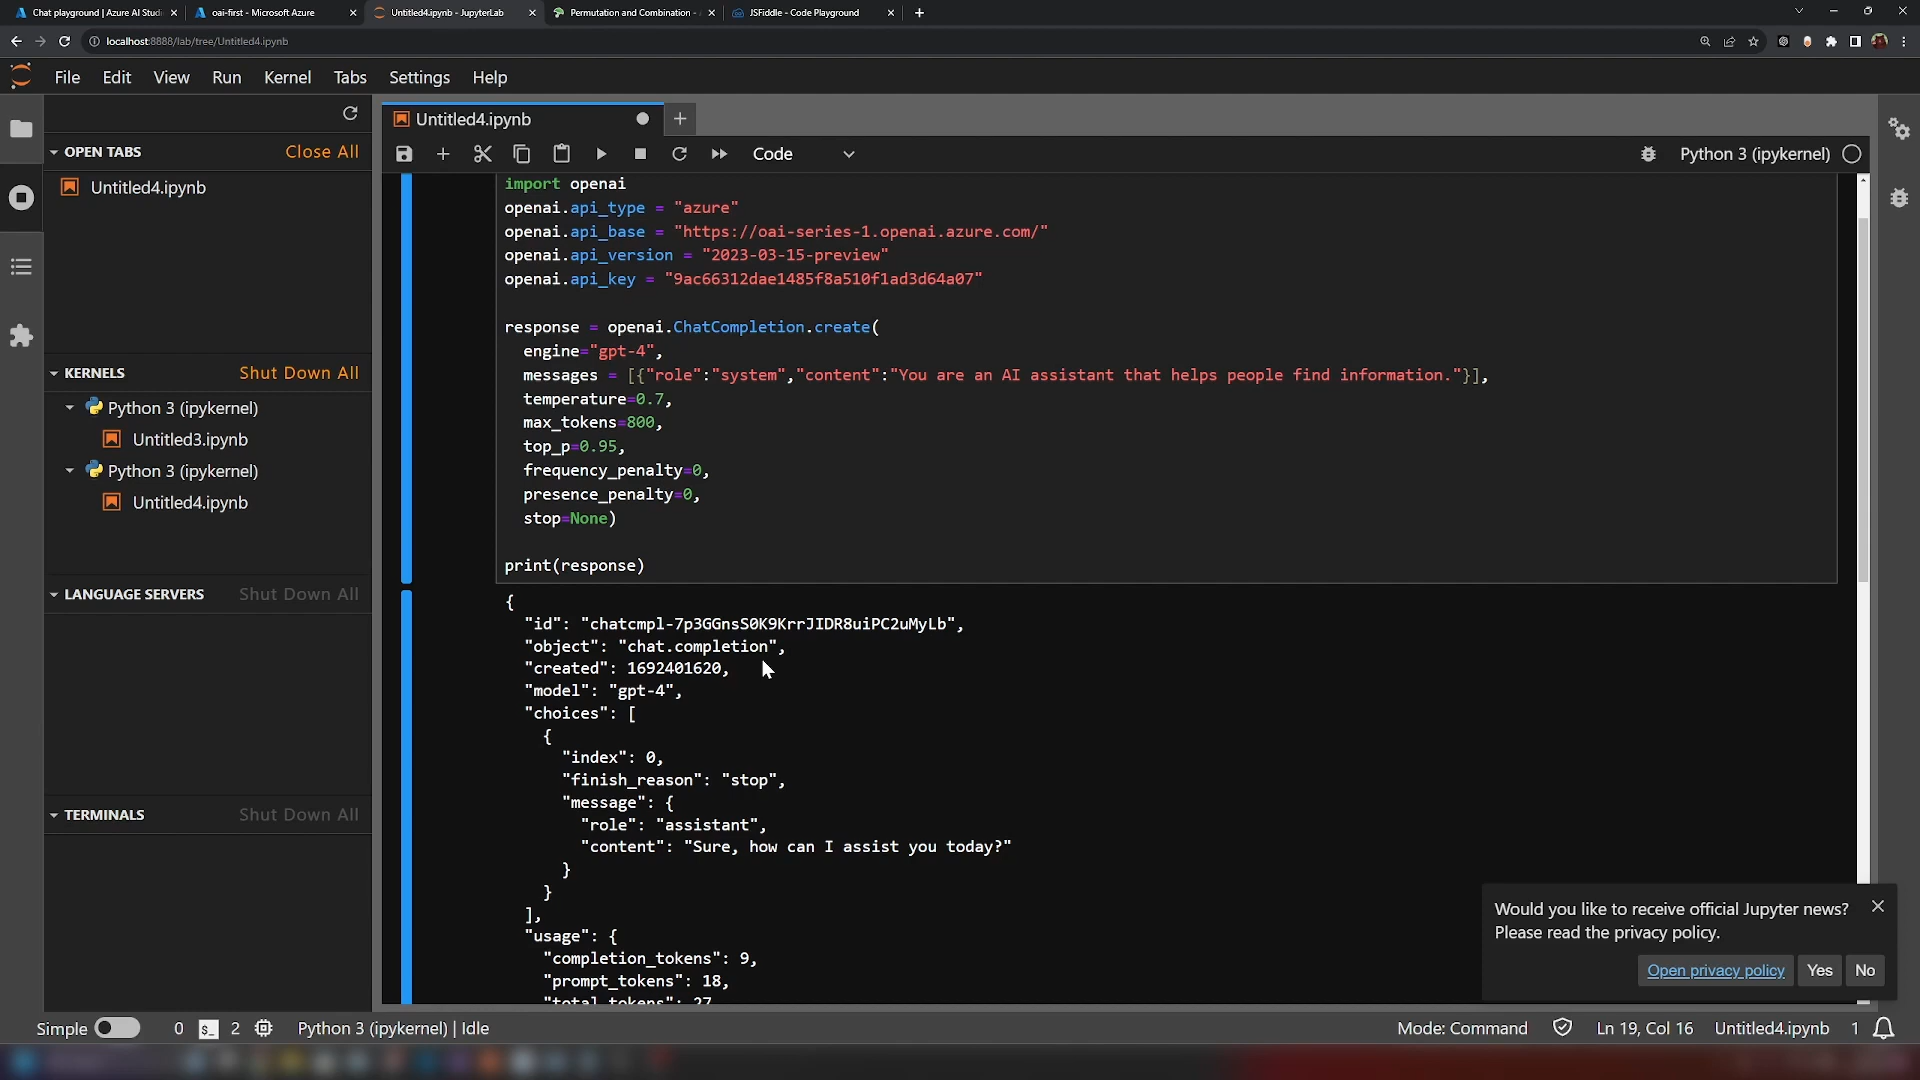 Chat playground | Azure AI Studi
oai-first - Microsoft Azure
Untitled4.ipynb - JupyterLab
Permutation and Combination -
JSFiddle - Code Playground
localhost:8888/lab/tree/Untitled4.ipynb
File Edit View Run Kernel Tabs Settings Help
OPEN TABS Close All
Untitled4.ipynb
KERNELS Shut Down All
Python 3 (ipykernel)
Untitled3.ipynb
Python 3 (ipykernel)
Untitled4.ipynb
LANGUAGE SERVERS Shut Down All
TERMINALS Shut Down All
Untitled4.ipynb
Code
Python 3 (ipykernel)
import openai
openai.api_type = "azure"
openai.api_base = "https://oai-series-1.openai.azure.com/"
openai.api_version = "2023-03-15-preview"
openai.api_key = "9ac66312dae1485f8a510f1ad3d64a07"
response = openai.ChatCompletion.create(
engine="gpt-4",
messages = [{"role":"system","content":"You are an AI assistant that helps people find information."}],
temperature=0.7,
max_tokens=800,
top_p=0.95,
frequency_penalty=0,
presence_penalty=0,
stop=None)
print(response)
{
"id": "chatcmpl-7p3GGnsS0K9KrrJIDR8uiPC2uMyLb",
"object": "chat.completion",
"created": 1692401620,
"model": "gpt-4",
"choices": [
{
"index": 0,
"finish_reason": "stop",
"message": {
"role": "assistant",
"content": "Sure, how can I assist you today?"
}
}
],
"usage": {
"completion_tokens": 9,
"prompt_tokens": 18,
"total_tokens": 27
Would you like to receive official Jupyter news?
Please read the privacy policy.
Open privacy policy Yes No
Simple 0 2 Python 3 (ipykernel) | Idle
Mode: Command Ln 19, Col 16 Untitled4.ipynb 1